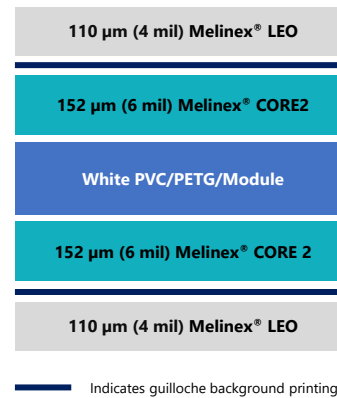 110 µm (4 mil) Melinex® LEO
152 µm (6 mil) Melinex® CORE2
White PVC/PETG/Module
152 µm (6 mil) Melinex® CORE 2
110 µm (4 mil) Melinex® LEO
Indicates guilloche background printing